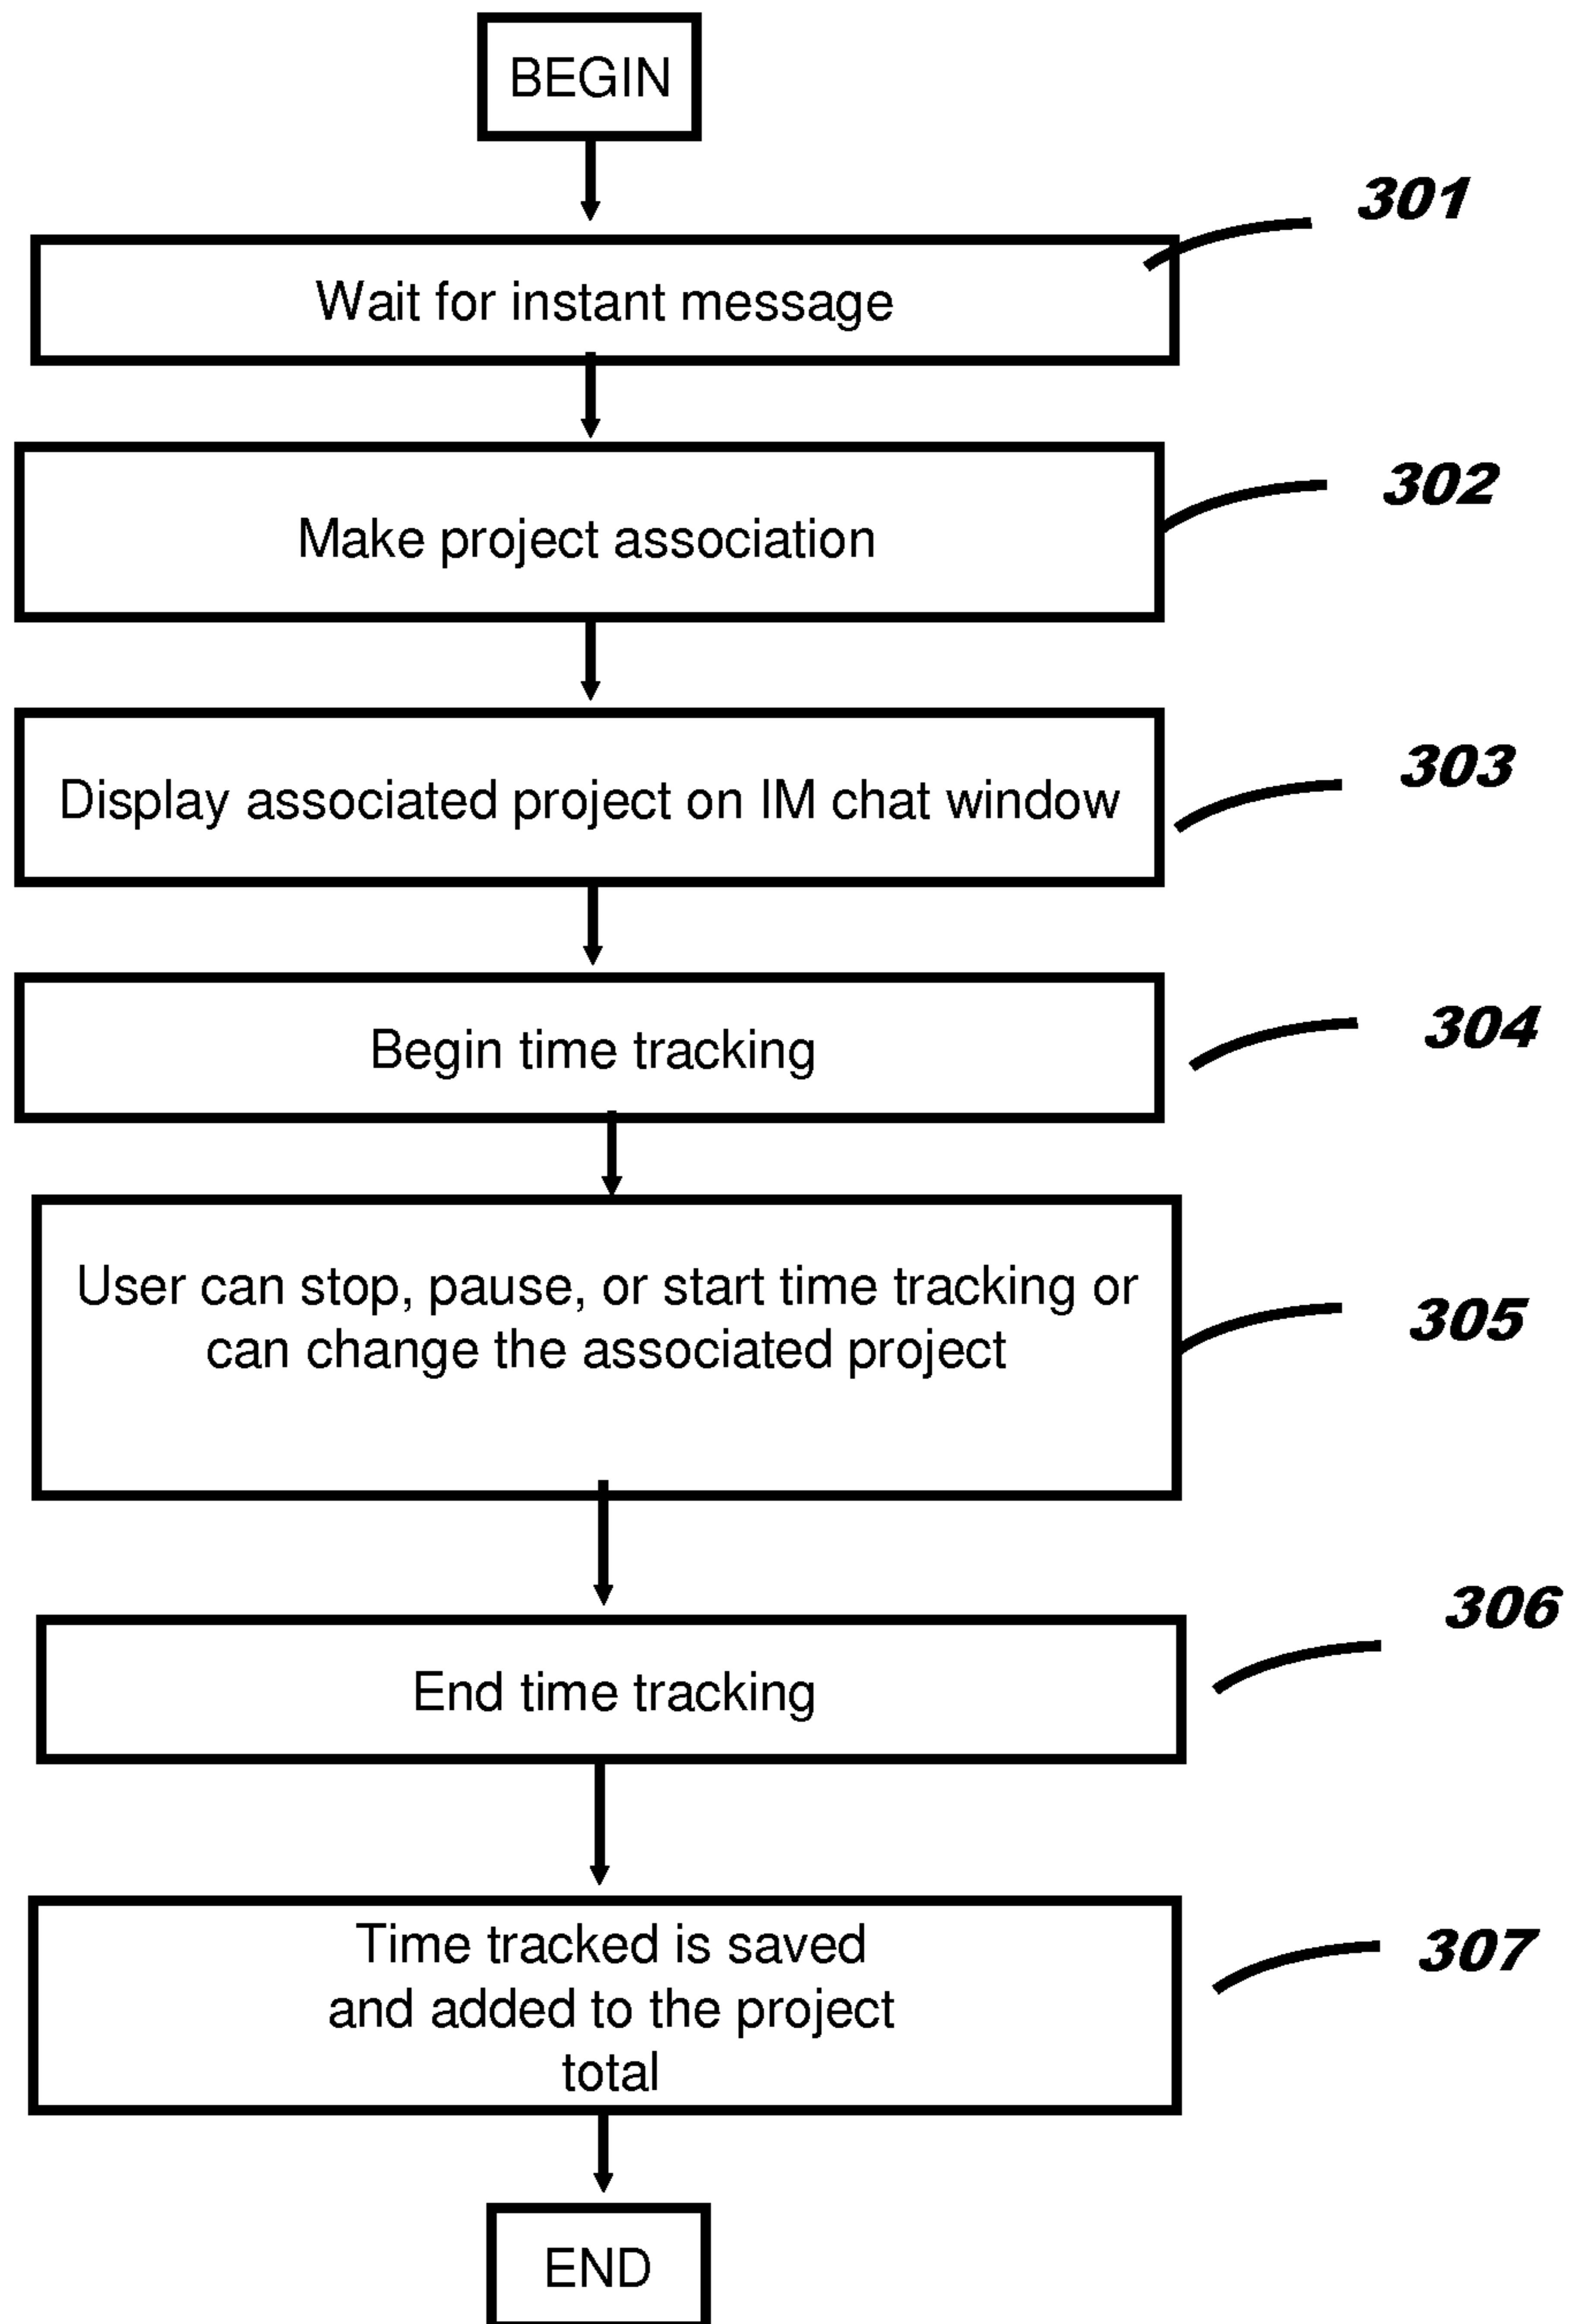 BEGIN
301
Wait for instant message
302
Make project association
303
Display associated project on IM chat window
304
Begin time tracking
User can stop, pause, or start time tracking or
can change the associated project
305
306
End time tracking
Time tracked is saved
and added to the project
total
307
END